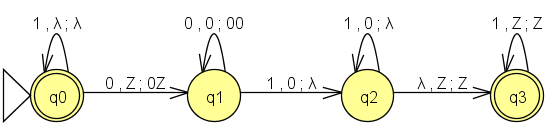 1 , λ ; λ
0 , 0 ; 00
1 , 0 ; λ
1 , Z ; Z
q0
0 , Z ; 0Z
q1
1 , 0 ; λ
q2
λ , Z ; Z
q3